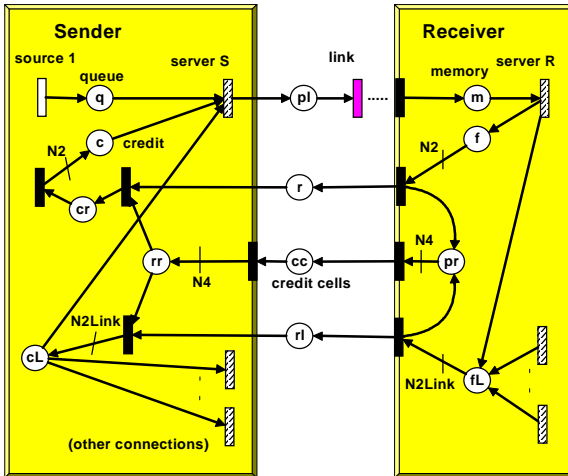 Sender
Receiver
source 1
queue
server S
link
memory
server R
q
pl
.....
m
N2
c
credit
f
N2
cr
r
rr
N4
cc
credit cells
N4
pr
N2Link
rl
cL
N2Link
fL
(other connections)